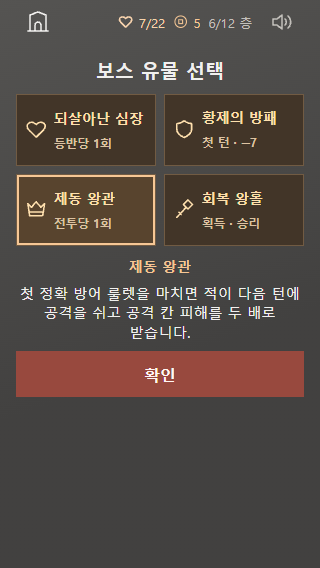 7/22 5 6/12 층
보스 유물 선택
되살아난 심장
등반당 1회
황제의 방패
첫 턴 · −7
제동 왕관
전투당 1회
회복 왕홀
획득 · 승리
제동 왕관
첫 정확 방어 룰렛을 마치면 적이 다음 턴에
공격을 쉬고 공격 칸 피해를 두 배로
받습니다.
확인